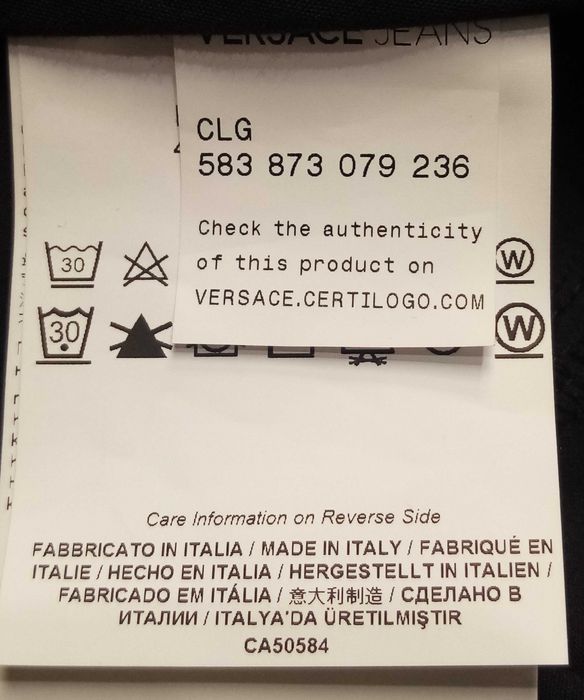 VERSACE JEANS
CLG
583 873 079 236
Check the authenticity
of this product on
VERSACE.CERTILOGO.COM
30
W
30
W
Care Information on Reverse Side
FABBRICATO IN ITALIA / MADE IN ITALY / FABRIQUÉ EN
ITALIE / HECHO EN ITALIA / HERGESTELLT IN ITALIEN /
FABRICADO EM ITÁLIA / 意大利制造 / СДЕЛАНО В
ИТАЛИИ / ITALYA'DA ÜRETILMIŞTIR
CA50584